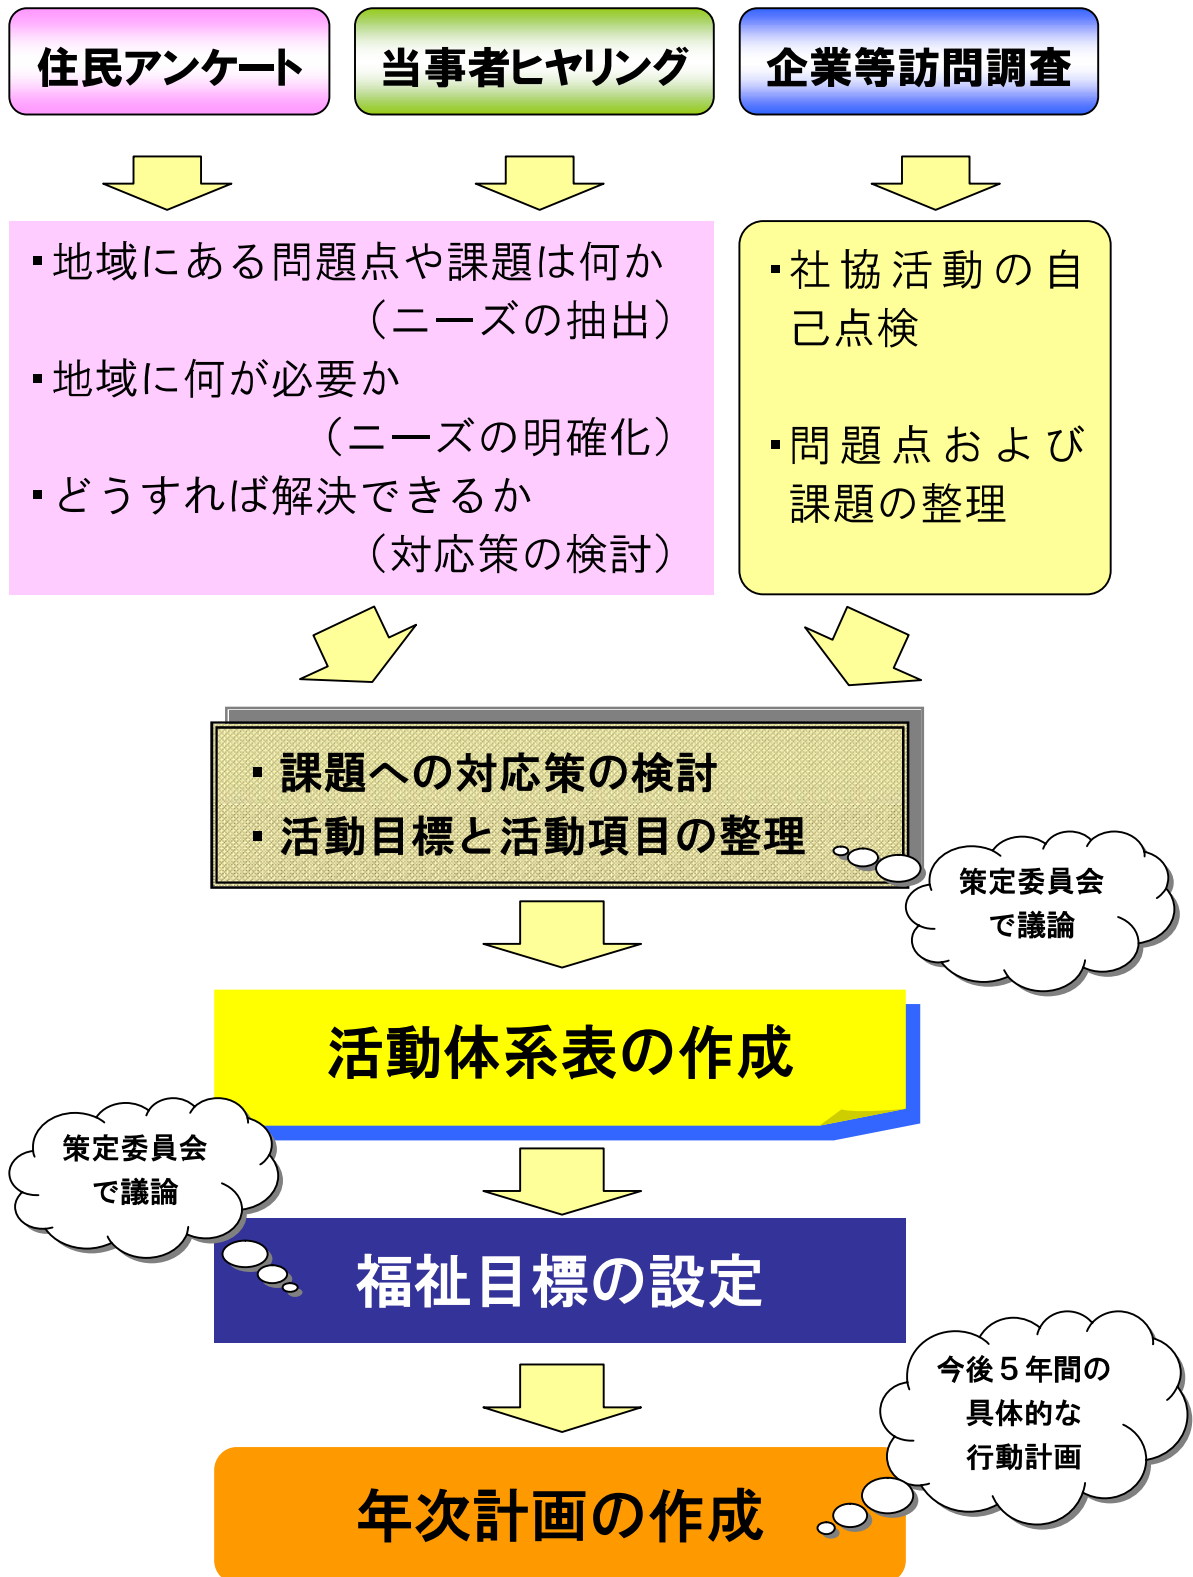 住民アンケート
当事者ヒヤリング
企業等訪問調査
・地域にある問題点や課題は何か
（ニーズの抽出）
・地域に何が必要か
（ニーズの明確化）
・どうすれば解決できるか
（対応策の検討）
・社協活動の自
己点検
・問題点および
課題の整理
・課題への対応策の検討
・活動目標と活動項目の整理
策定委員会
で議論
活動体系表の作成
策定委員会
で議論
福祉目標の設定
今後５年間の
具体的な
行動計画
年次計画の作成